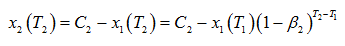 x₂(T₂) = C₂ − x₁(T₂) = C₂ − x₁(T₁)(1 − β₂)^{T₂−T₁}